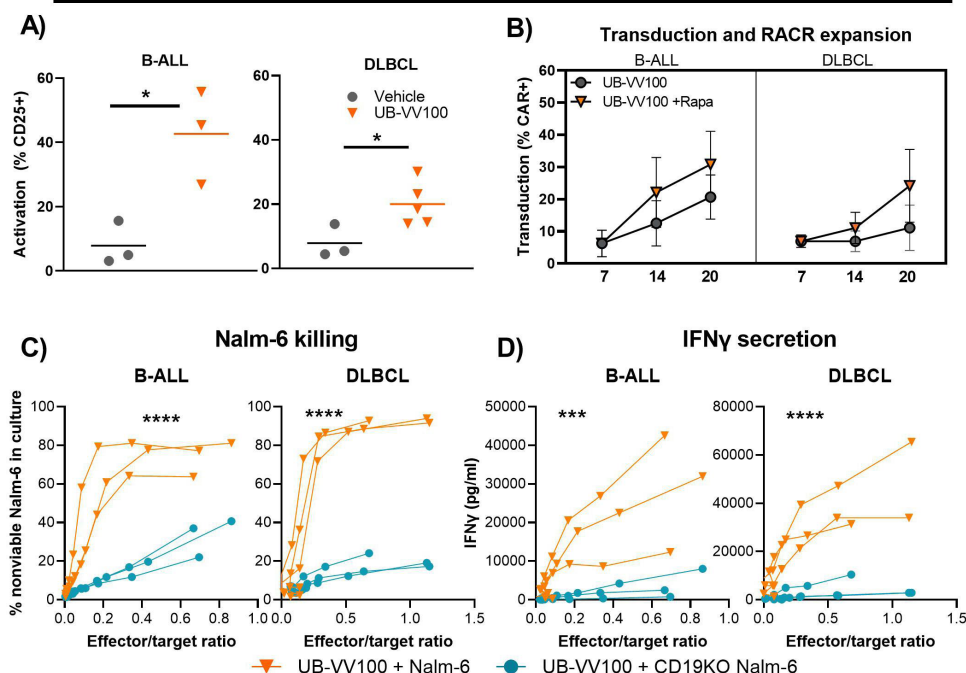 A)
B-ALL
Activation (% CD25+)
60
40
20
0
*
DLBCL
60
40
20
0
Vehicle
UB-VV100
*
B)
Transduction and RACR expansion
B-ALL
DLBCL
Transduction (% CAR+)
60%
50%
40%
30%
20%
10%
0%
UB-VV100
UB-VV100 +Rapa
7 14 20 7 14 20
Nalm-6 killing
C)
B-ALL
% nonviable Nalm-6 in culture
100
80
60
40
20
0
****
0.0 0.2 0.4 0.6 0.8 1.0
Effector/target ratio
DLBCL
100
80
60
40
20
0
****
0.0 0.5 1.0 1.5
Effector/target ratio
IFNγ secretion
D)
B-ALL
IFNγ (pg/ml)
50000
40000
30000
20000
10000
0
***
0.0 0.2 0.4 0.6 0.8 1.0
Effector/target ratio
DLBCL
80000
60000
40000
20000
0
****
0.0 0.5 1.0 1.5
Effector/target ratio
UB-VV100 + Nalm-6
UB-VV100 + CD19KO Nalm-6